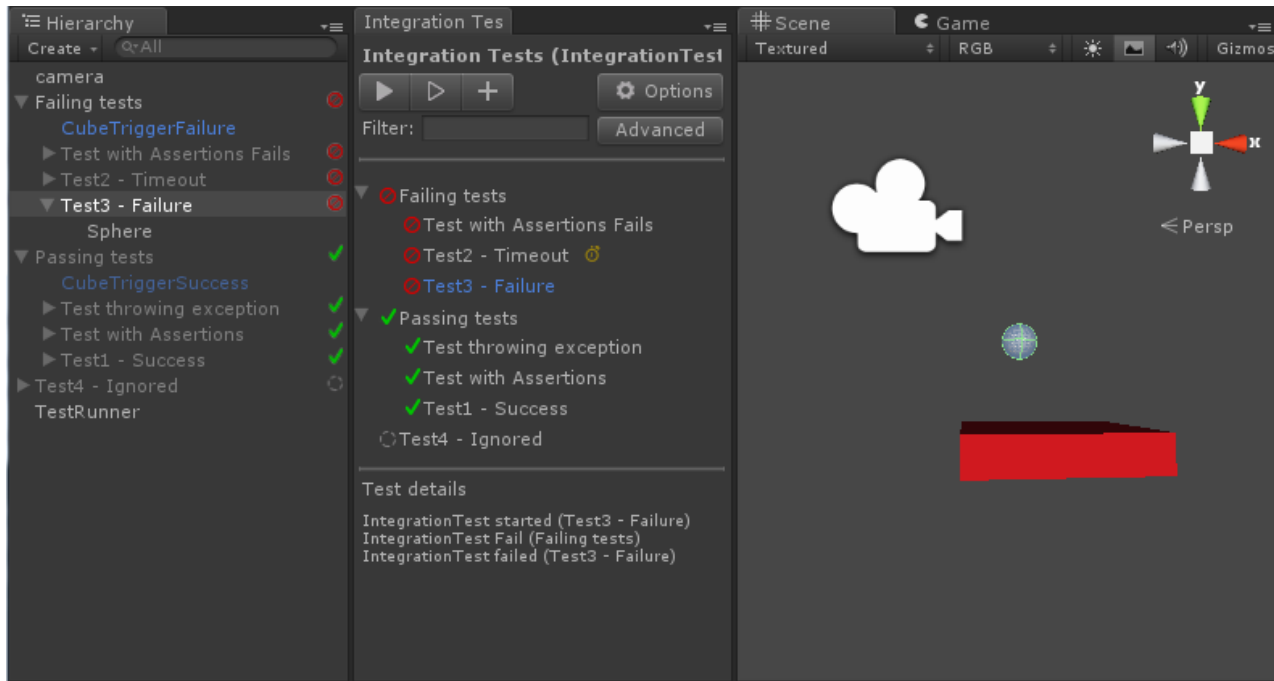 Hierarchy
Create
All
camera
Failing tests
CubeTriggerFailure
Test with Assertions Fails
Test2 - Timeout
Test3 - Failure
Sphere
Passing tests
CubeTriggerSuccess
Test throwing exception
Test with Assertions
Test1 - Success
Test4 - Ignored
TestRunner
Integration Tes
Integration Tests (IntegrationTest
Options
Filter:
Advanced
Failing tests
Test with Assertions Fails
Test2 - Timeout
Test3 - Failure
Passing tests
Test throwing exception
Test with Assertions
Test1 - Success
Test4 - Ignored
Test details
IntegrationTest started (Test3 - Failure)
IntegrationTest Fail (Failing tests)
IntegrationTest failed (Test3 - Failure)
Scene
Game
Textured
RGB
Gizmos
y
x
Persp